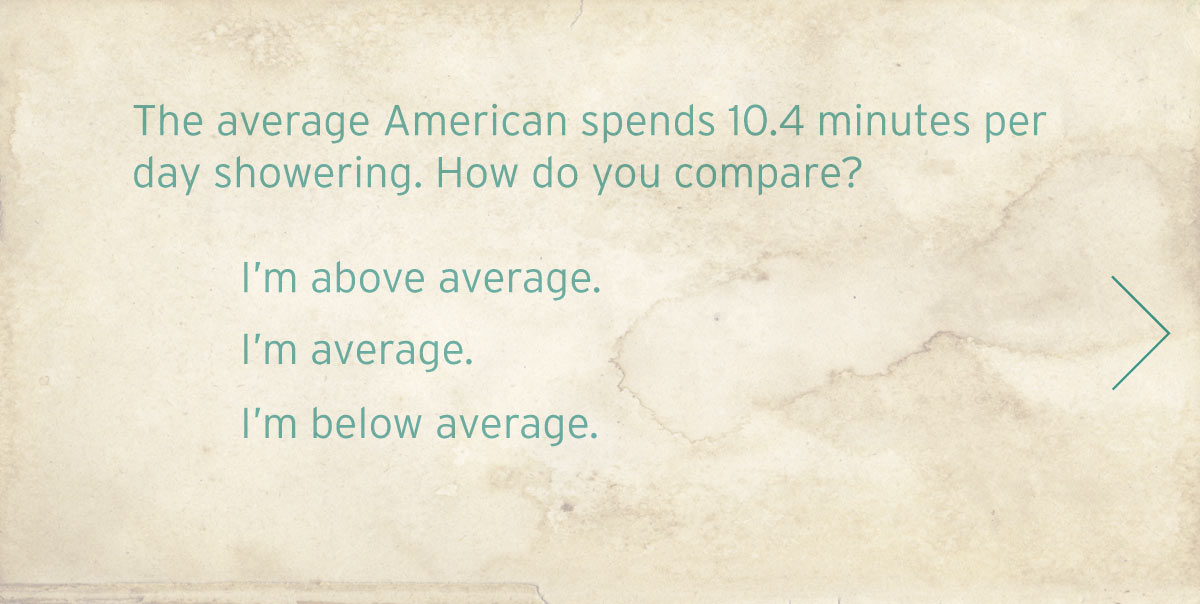 The average American spends 10.4 minutes per
day showering. How do you compare?
I'm above average.
I'm average.
I'm below average.